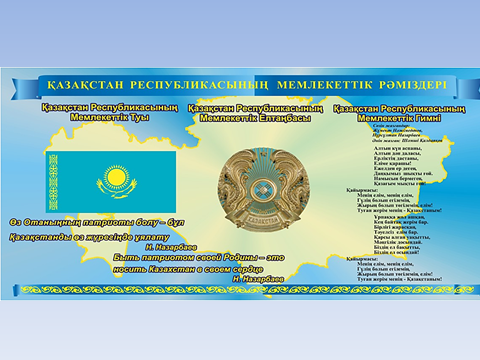 ҚАЗАҚСТАН РЕСПУБЛИКАСЫНЫҢ МЕМЛЕКЕТТІК РӘМІЗДЕРІ
Қазақстан Республикасының
Мемлекеттік Туы
Өз Отанының патриоты болу – бұл
Қазақстанды өз жүрегіңде ұялату
Н. Назарбаев
Быть патриотом своей Родины – это
носить Казахстан в своем сердце
Н. Назарбаев
Қазақстан Республикасының
Мемлекеттік Елтаңбасы
ҚАЗАҚСТАН
Қазақстан Республикасының
Мемлекеттік Гимні
Сөзін жазғандар:
Жұмекен Нәжімеденов,
Нұрсұлтан Назарбаев
Әнін жазған: Шәмші Қалдаяқов
Алтын күн аспаны,
Алтын дән даласы,
Ерліктің дастаны,
Еліме қарашы!
Ежелден ер деген,
Даңқымыз шықты ғой.
Намысын бермеген,
Қазағым мықты ғой!
Қайырмасы:
Менің елім, менің елім,
Гүлің болып егілемін,
Жырың болып төгілемін, елім!
Туған жерім менің - Қазақстаным!
Ұрпаққа жол ашқан,
Кең байтақ жерім бар.
Бірлігі жарасқан,
Тәуелсіз елім бар.
Қарсы алған уақытты,
Мәңгілік досындай.
Біздің ел бақытты,
Біздің ел осындай!
Қайырмасы:
Менің елім, менің елім,
Гүлің болып егілемін,
Жырың болып төгілемін, елім!
Туған жерім менің - Қазақстаным!